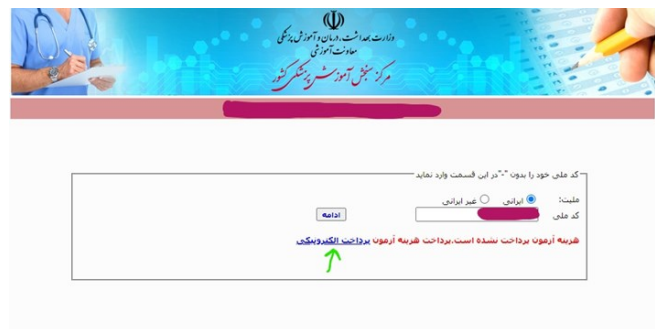 وزارت بهداشت، درمان و آموزش پزشکی
معاونت آموزشی
مرکز سنجش آموزش پزشکی کشور
کد ملی خود را بدون "-"در این قسمت وارد نماید
ملیت: ایرانی غیر ایرانی
کد ملی ادامه
هزینه آزمون پرداخت نشده است.پرداخت هزینه آزمون پرداخت الکترونیکی